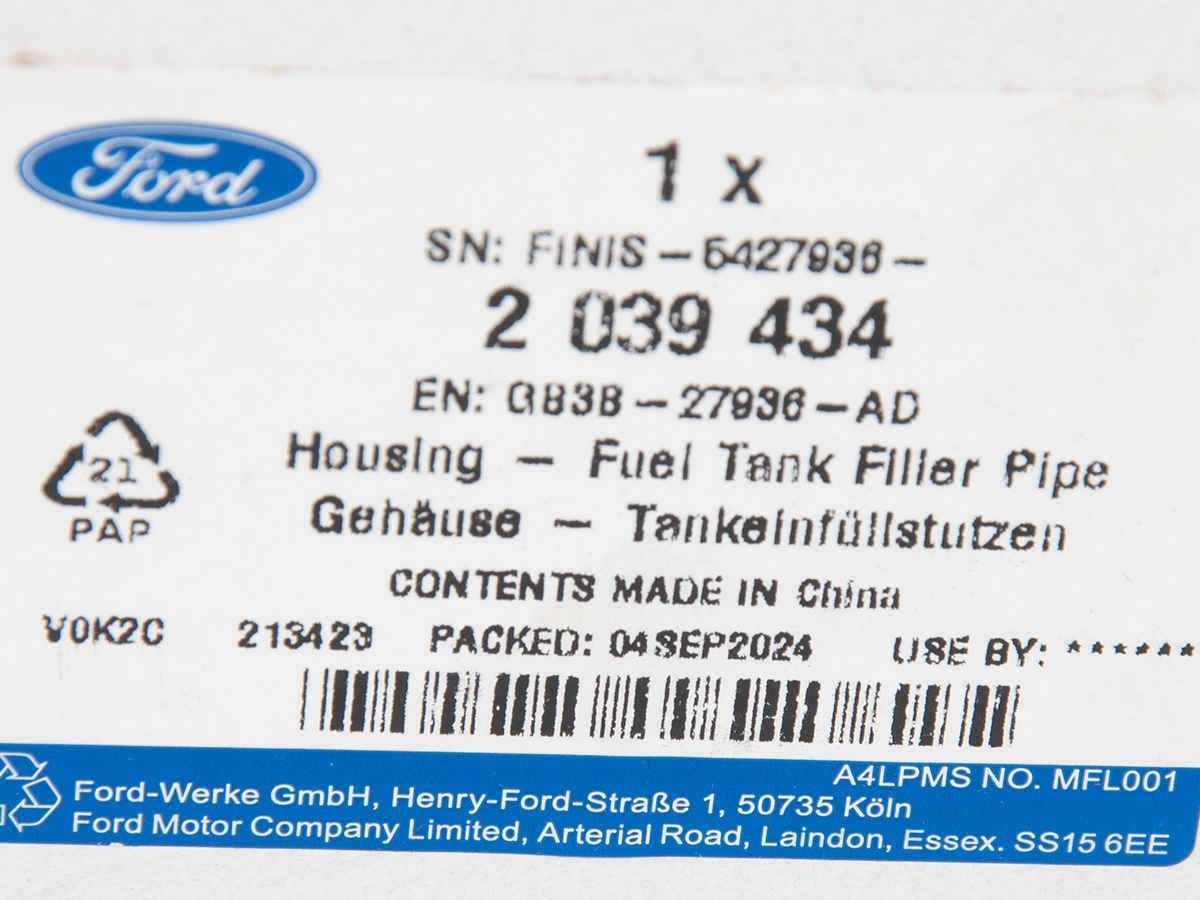 Ford
1 x
SN: FINIS - 5427936 -
2 039 434
EN: GB3B - 27936 - AD
Housing - Fuel Tank Filler Pipe
Gehäuse - Tankeinfüllstutzen
21
PAP
CONTENTS MADE IN China
V0K2C 213423 PACKED: 04SEP2024 USE BY: ******
A4LPMS NO. MFL001
Ford-Werke GmbH, Henry-Ford-Straße 1, 50735 Köln
Ford Motor Company Limited, Arterial Road, Laindon, Essex. SS15 6EE